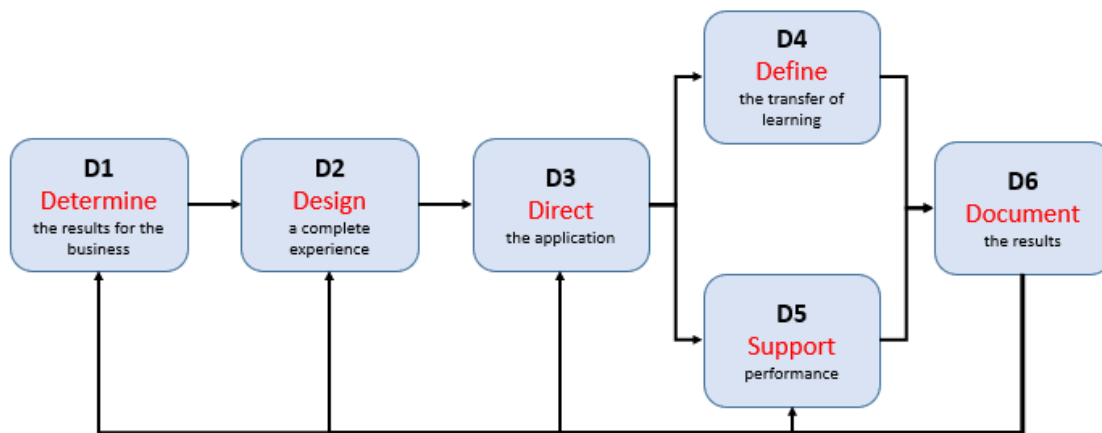 D1
Determine
the results for the
business
D2
Design
a complete
experience
D3
Direct
the application
D4
Define
the transfer of
learning
D5
Support
performance
D6
Document
the results